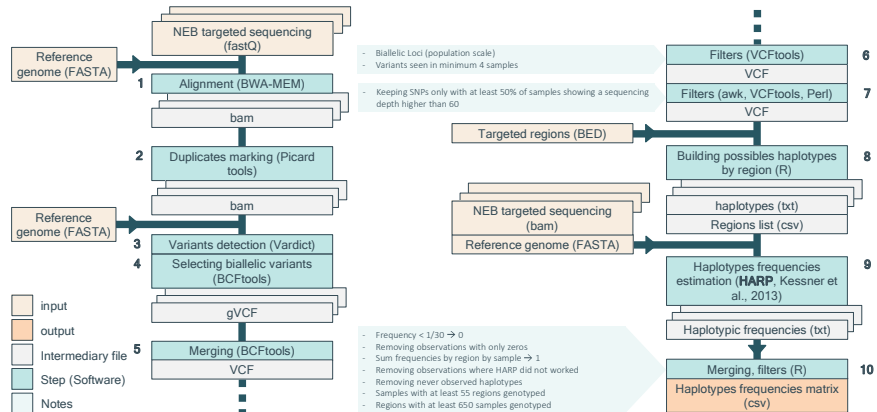 NEB targeted sequencing
(fastQ)
Reference
genome (FASTA)
1
Alignment (BWA-MEM)
bam
2
Duplicates marking (Picard
tools)
bam
Reference
genome (FASTA)
3
Variants detection (Vardict)
4
Selecting biallelic variants
(BCFtools)
gVCF
5
Merging (BCFtools)
VCF
input
output
Intermediary file
Step (Software)
Notes
- Biallelic Loci (population scale)
- Variants seen in minimum 4 samples
Filters (VCFtools)
6
VCF
- Keeping SNPs only with at least 50% of samples showing a sequencing
depth higher than 60
Filters (awk, VCFtools, Perl)
7
VCF
Targeted regions (BED)
Building possibles haplotypes
by region (R)
8
haplotypes (txt)
Regions list (csv)
NEB targeted sequencing
(bam)
Reference genome (FASTA)
Haplotypes frequencies
estimation (HARP, Kessner et
al., 2013)
9
Haplotypic frequencies (txt)
- Frequency < 1/30 → 0
- Removing observations with only zeros
- Sum frequencies by region by sample → 1
- Removing observations where HARP did not worked
- Removing never observed haplotypes
- Samples with at least 55 regions genotyped
- Regions with at least 650 samples genotyped
Merging, filters (R)
10
Haplotypes frequencies matrix
(csv)